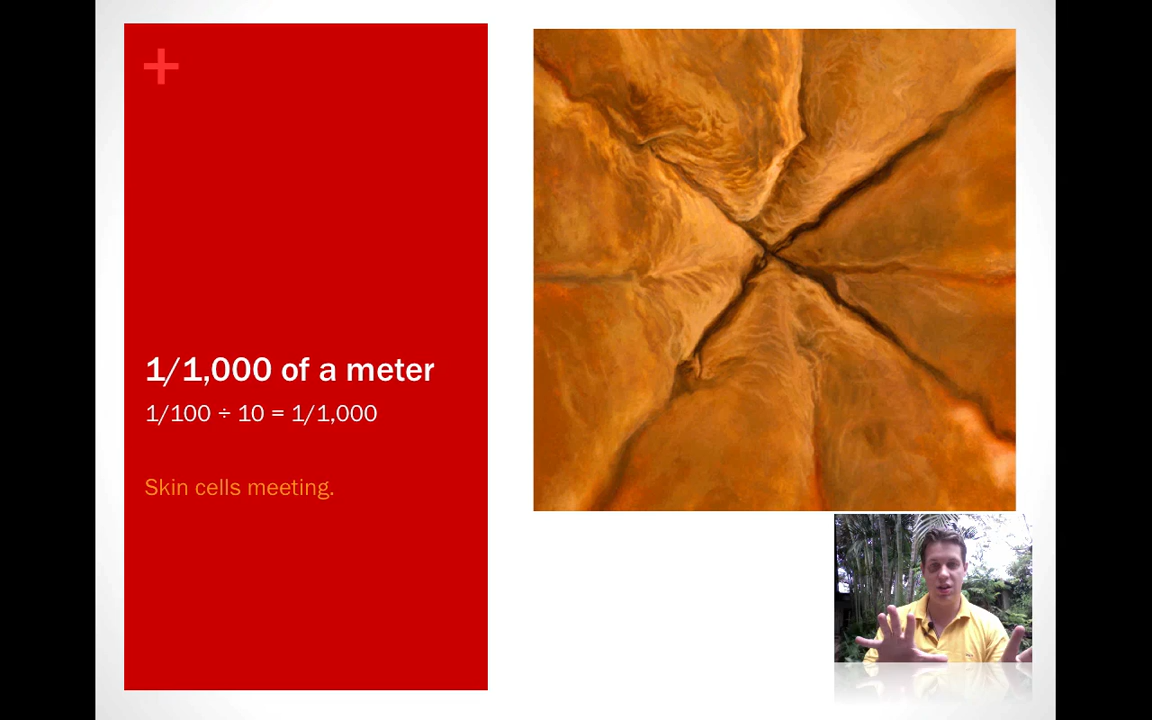 +
1/1,000 of a meter
1/100 ÷ 10 = 1/1,000
Skin cells meeting.